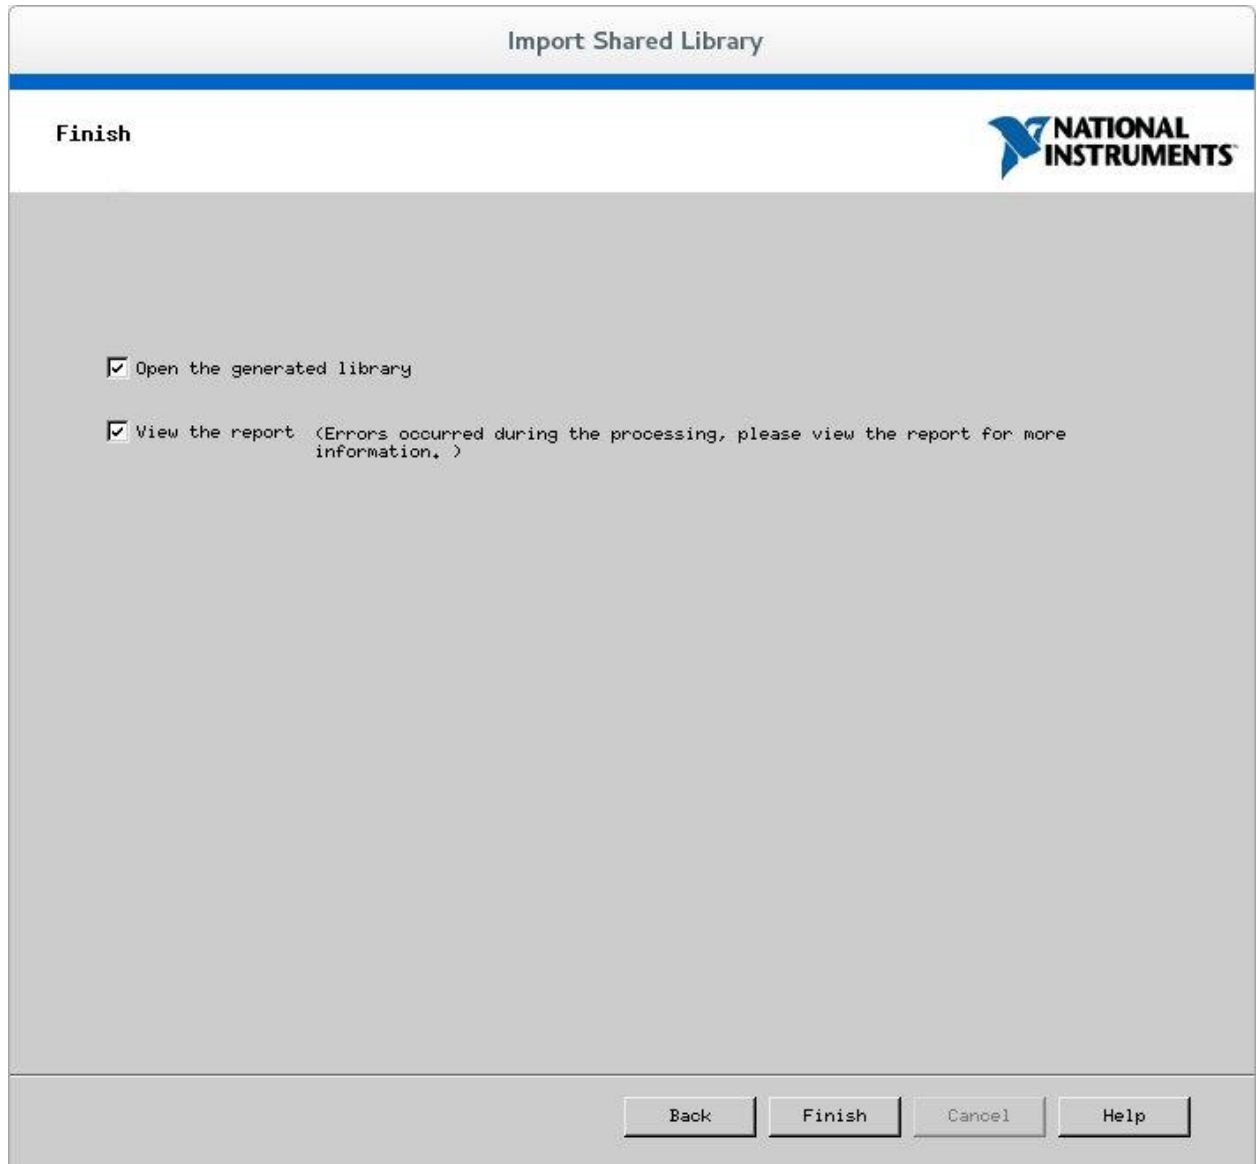 Import Shared Library
Finish
NATIONAL
INSTRUMENTS™
Open the generated library
View the report (Errors occurred during the processing, please view the report for more
information. )
Back Finish Cancel Help